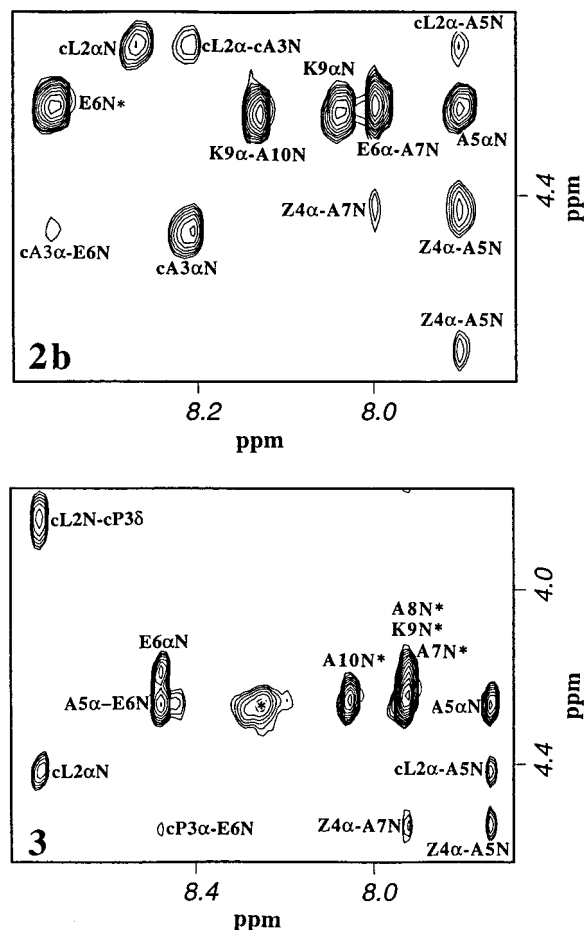 cL2αN
cL2α-cA3N
cL2α-A5N
E6N*
K9αN
K9α-A10N
E6α-A7N
A5αN
Z4α-A7N
Z4α-A5N
cA3α-E6N
cA3αN
Z4α-A5N
2b
4.4
ppm
8.2
8.0
ppm
cL2N-cP3δ
4.0
A8N*
K9N*
A7N*
E6αN
A10N*
A5α-E6N
*
A5αN
cL2αN
cL2α-A5N
4.4
cP3α-E6N
Z4α-A7N
Z4α-A5N
3
ppm
8.4
8.0
ppm